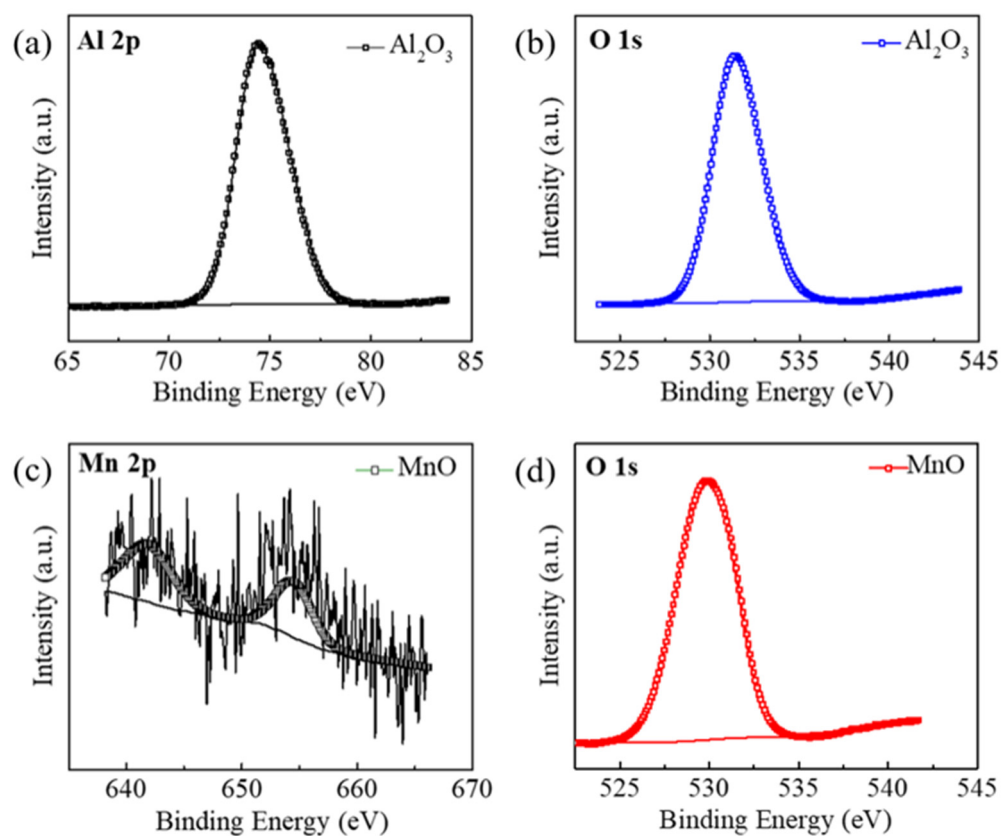 (a) Al 2p
Al₂O₃
Intensity (a.u.)
65 70 75 80 85
Binding Energy (eV)
(b) O 1s
Al₂O₃
Intensity (a.u.)
525 530 535 540 545
Binding Energy (eV)
(c) Mn 2p
MnO
Intensity (a.u.)
640 650 660 670
Binding Energy (eV)
(d) O 1s
MnO
Intensity (a.u.)
525 530 535 540 545
Binding Energy (eV)